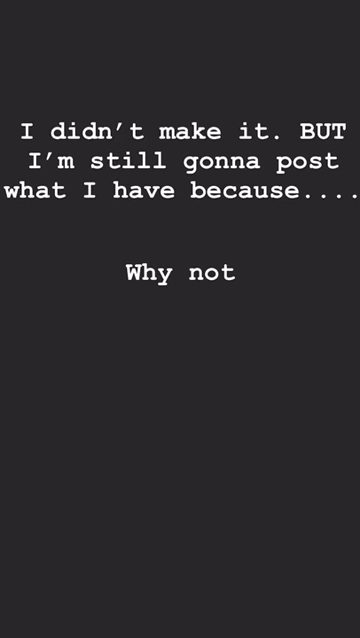 I didn’t make it. BUT
I’m still gonna post
what I have because....
Why not